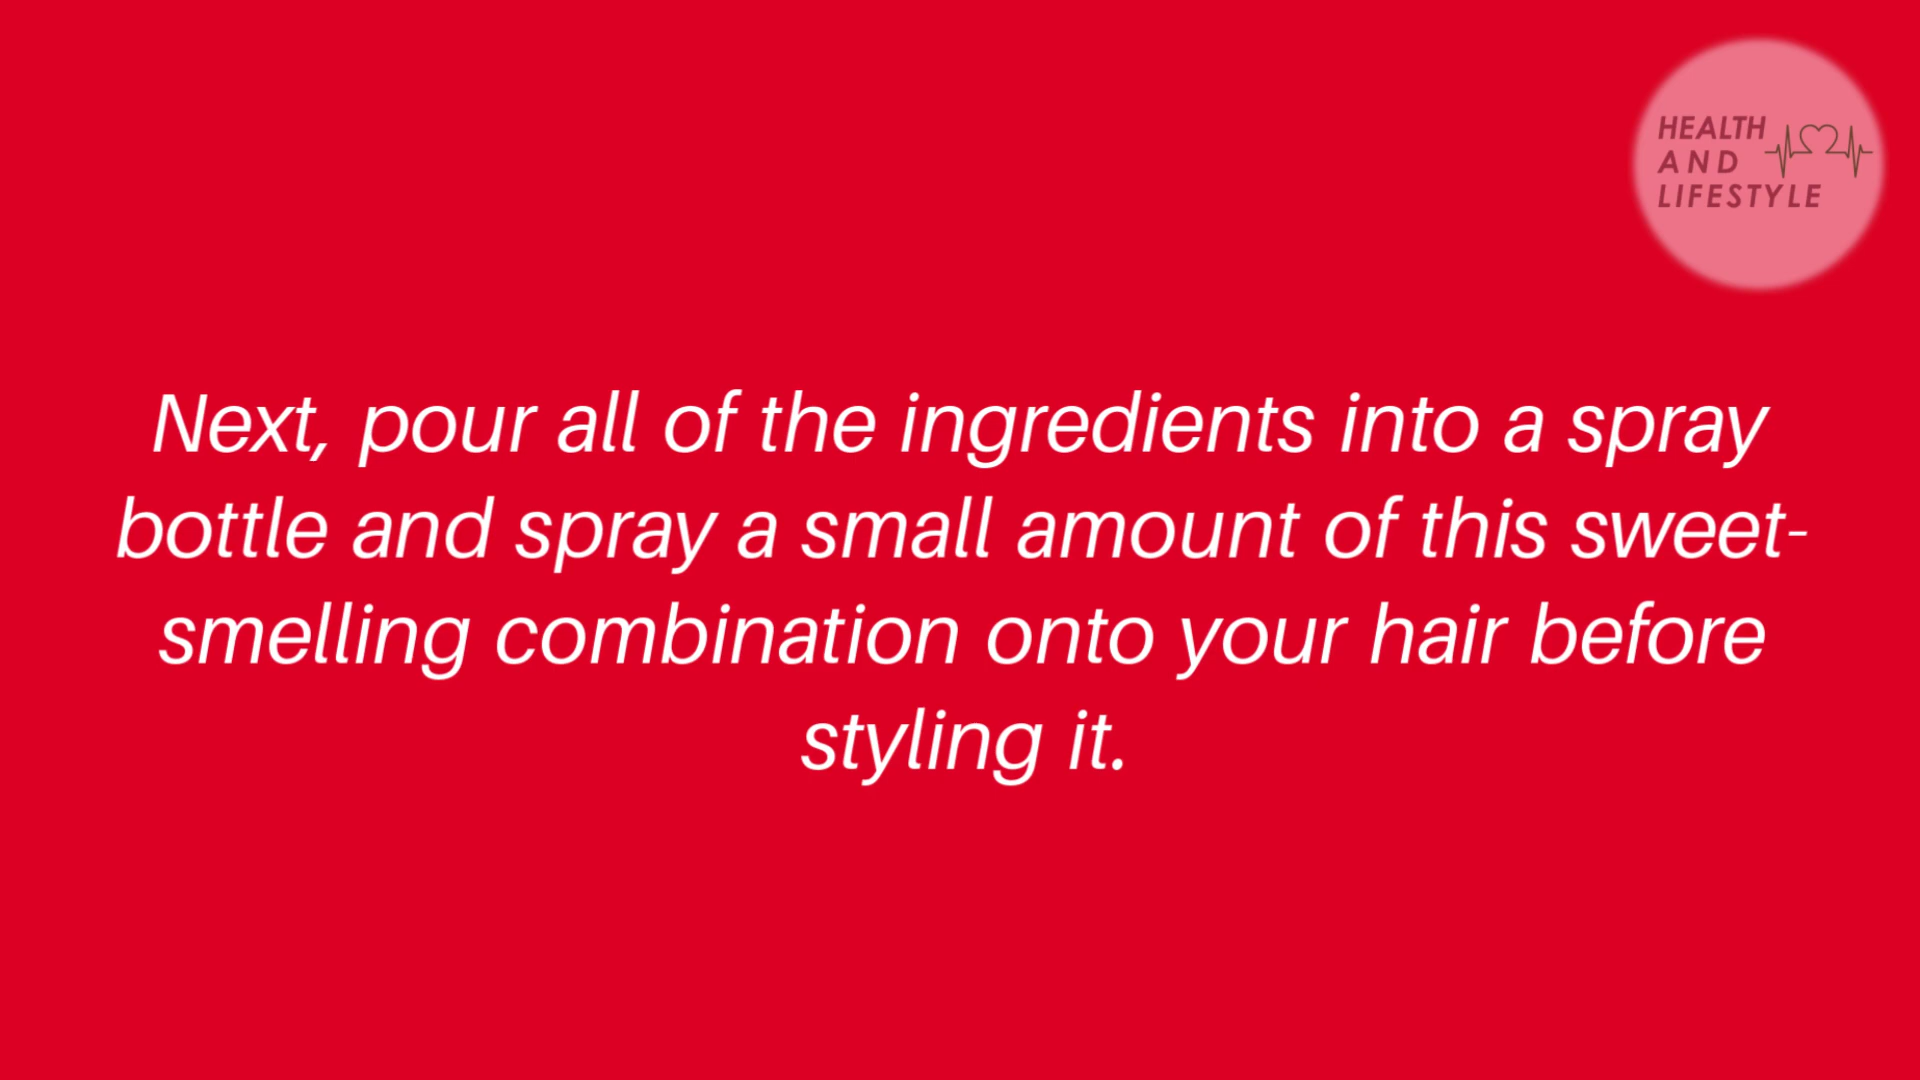 HEALTH
AND
LIFESTYLE
Next, pour all of the ingredients into a spray
bottle and spray a small amount of this sweet-
smelling combination onto your hair before
styling it.